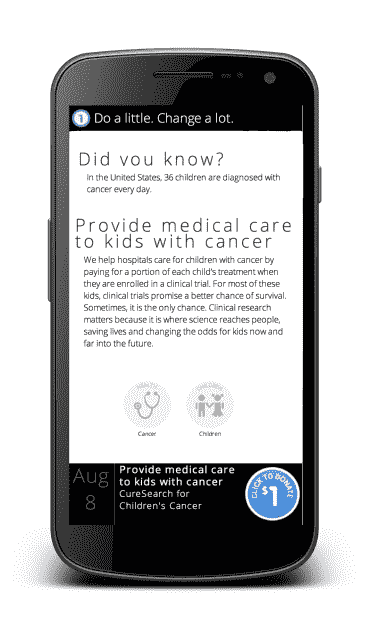 1 Do a little. Change a lot.
Did you know?
In the United States, 36 children are diagnosed with
cancer every day.
Provide medical care
to kids with cancer
We help hospitals care for children with cancer by
paying for a portion of each child's treatment when
they are enrolled in a clinical trial. For most of these
kids, clinical trials promise a better chance of survival.
Sometimes, it is the only chance. Clinical research
matters because it is where science reaches people,
saving lives and changing the odds for kids now and
far into the future.
Cancer Children
Aug
8
Provide medical care
to kids with cancer
CureSearch for
Children's Cancer
CLICK TO DONATE
$1